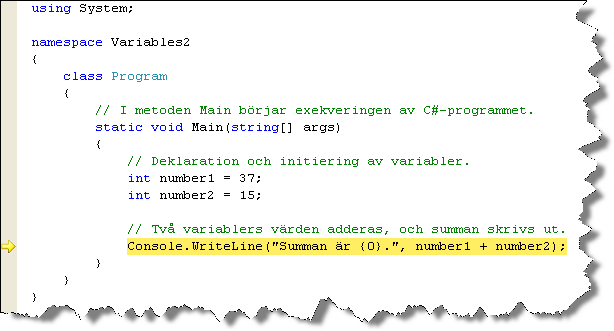 using System;
namespace Variables2
{
class Program
{
// I metoden Main börjar exekveringen av C#-programmet.
static void Main(string[] args)
{
// Deklaration och initiering av variabler.
int number1 = 37;
int number2 = 15;
// Två variablers värden adderas, och summan skrivs ut.
Console.WriteLine("Summan är {0}.", number1 + number2);
}
}
}